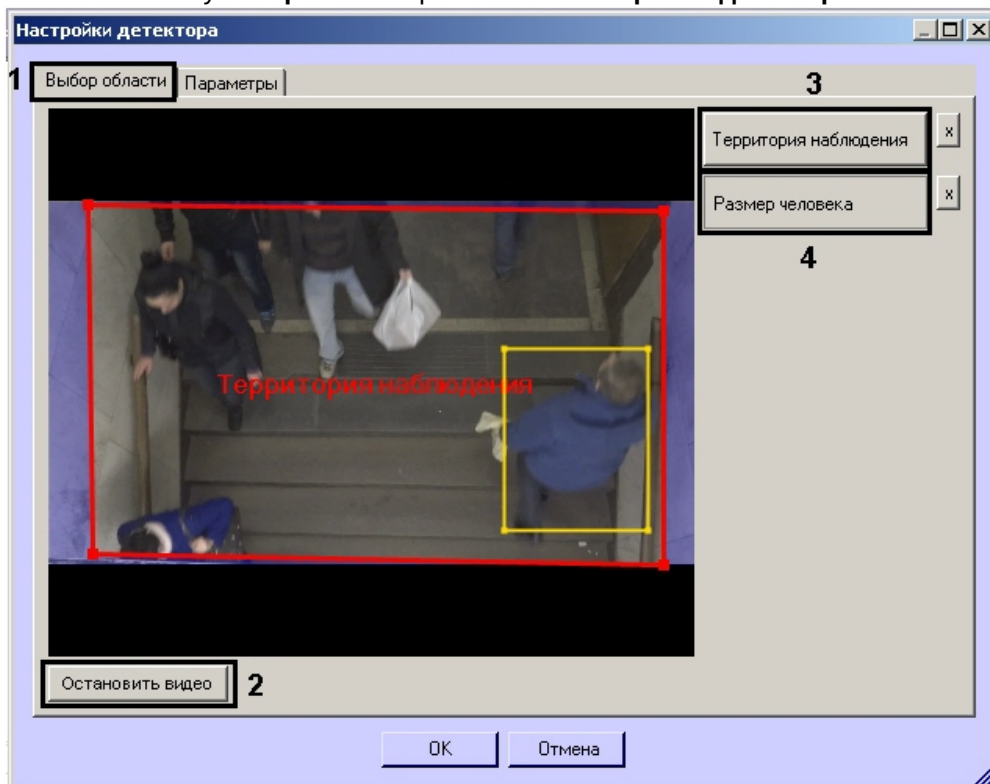 Настройки детектора
1
Выбор области
Параметры
3
Территория наблюдения
x
Размер человека
x
4
Территория наблюдения
Остановить видео
2
OK
Отмена